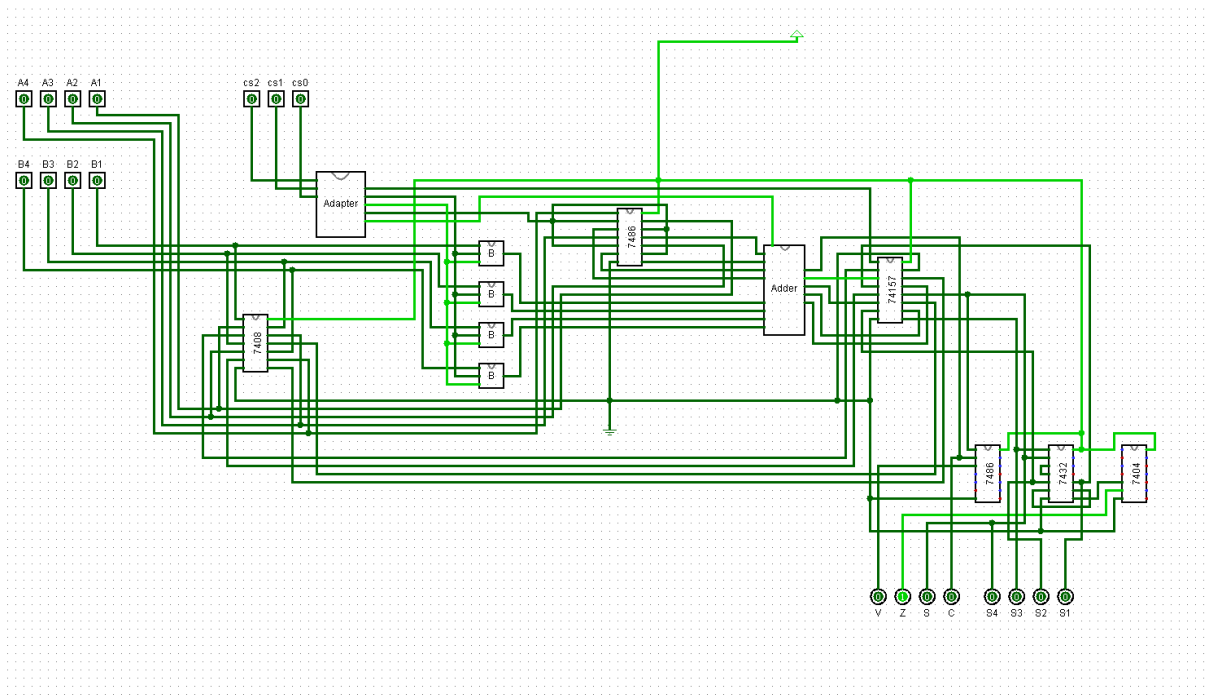 A4 A3 A2 A1
0 0 0 0
cs2 cs1 cs0
0 0 0
B4 B3 B2 B1
0 0 0 0
Adapter
7486
B
B
B
B
Adder
74157
7408
7486
7432
7404
0 1 0 0 0 0 0 0
V Z S C S4 S3 S2 S1